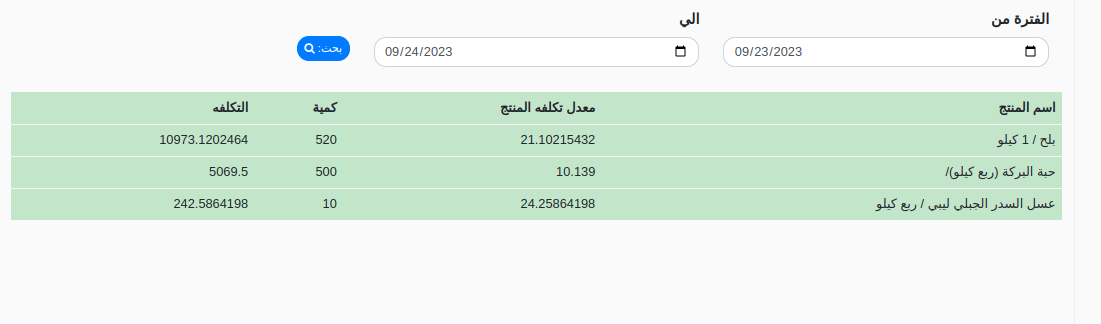 الفترة من الي
09/23/2023 09/24/2023 بحث:
اسم المنتج معدل تكلفه المنتج كمية التكلفه
بلح / 1 كيلو 21.10215432 520 10973.1202464
حبة البركة (ربع كيلو)/ 10.139 500 5069.5
عسل السدر الجبلي ليبي / ربع كيلو 24.25864198 10 242.5864198